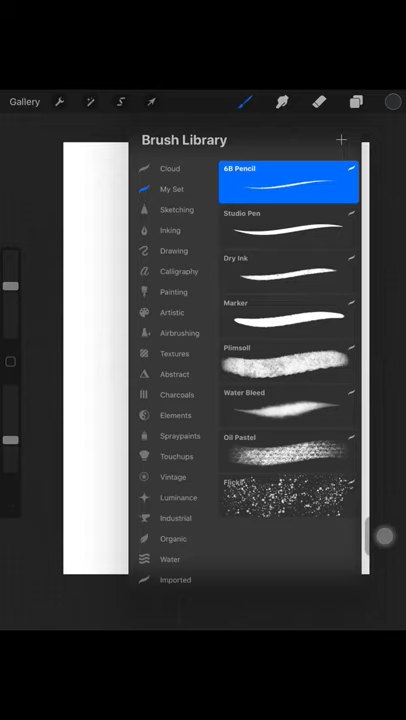 Gallery
Brush Library
Cloud
My Set
Sketching
Inking
Drawing
Calligraphy
Painting
Artistic
Airbrushing
Textures
Abstract
Charcoals
Elements
Spraypaints
Touchups
Vintage
Luminance
Industrial
Organic
Water
Imported
6B Pencil
Studio Pen
Dry Ink
Marker
Plimsoll
Water Bleed
Oil Pastel
Flicks